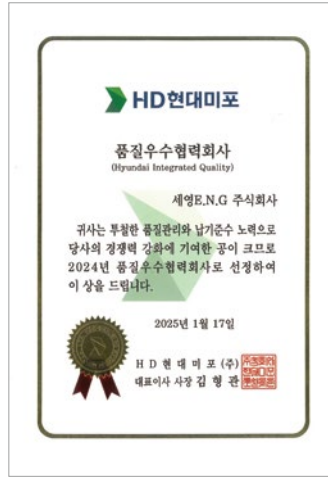 HD현대미포
품질우수협력회사
(Hyundai Integrated Quality)
세영E.N.G 주식회사
귀사는 투철한 품질관리와 납기준수 노력으로
당사의 경쟁력 강화에 기여한 공이 크므로
2024년 품질우수협력회사로 선정하여
이 상을 드립니다.
2025년 1월 17일
HD현대미포(주)
대표이사 사장 김형관